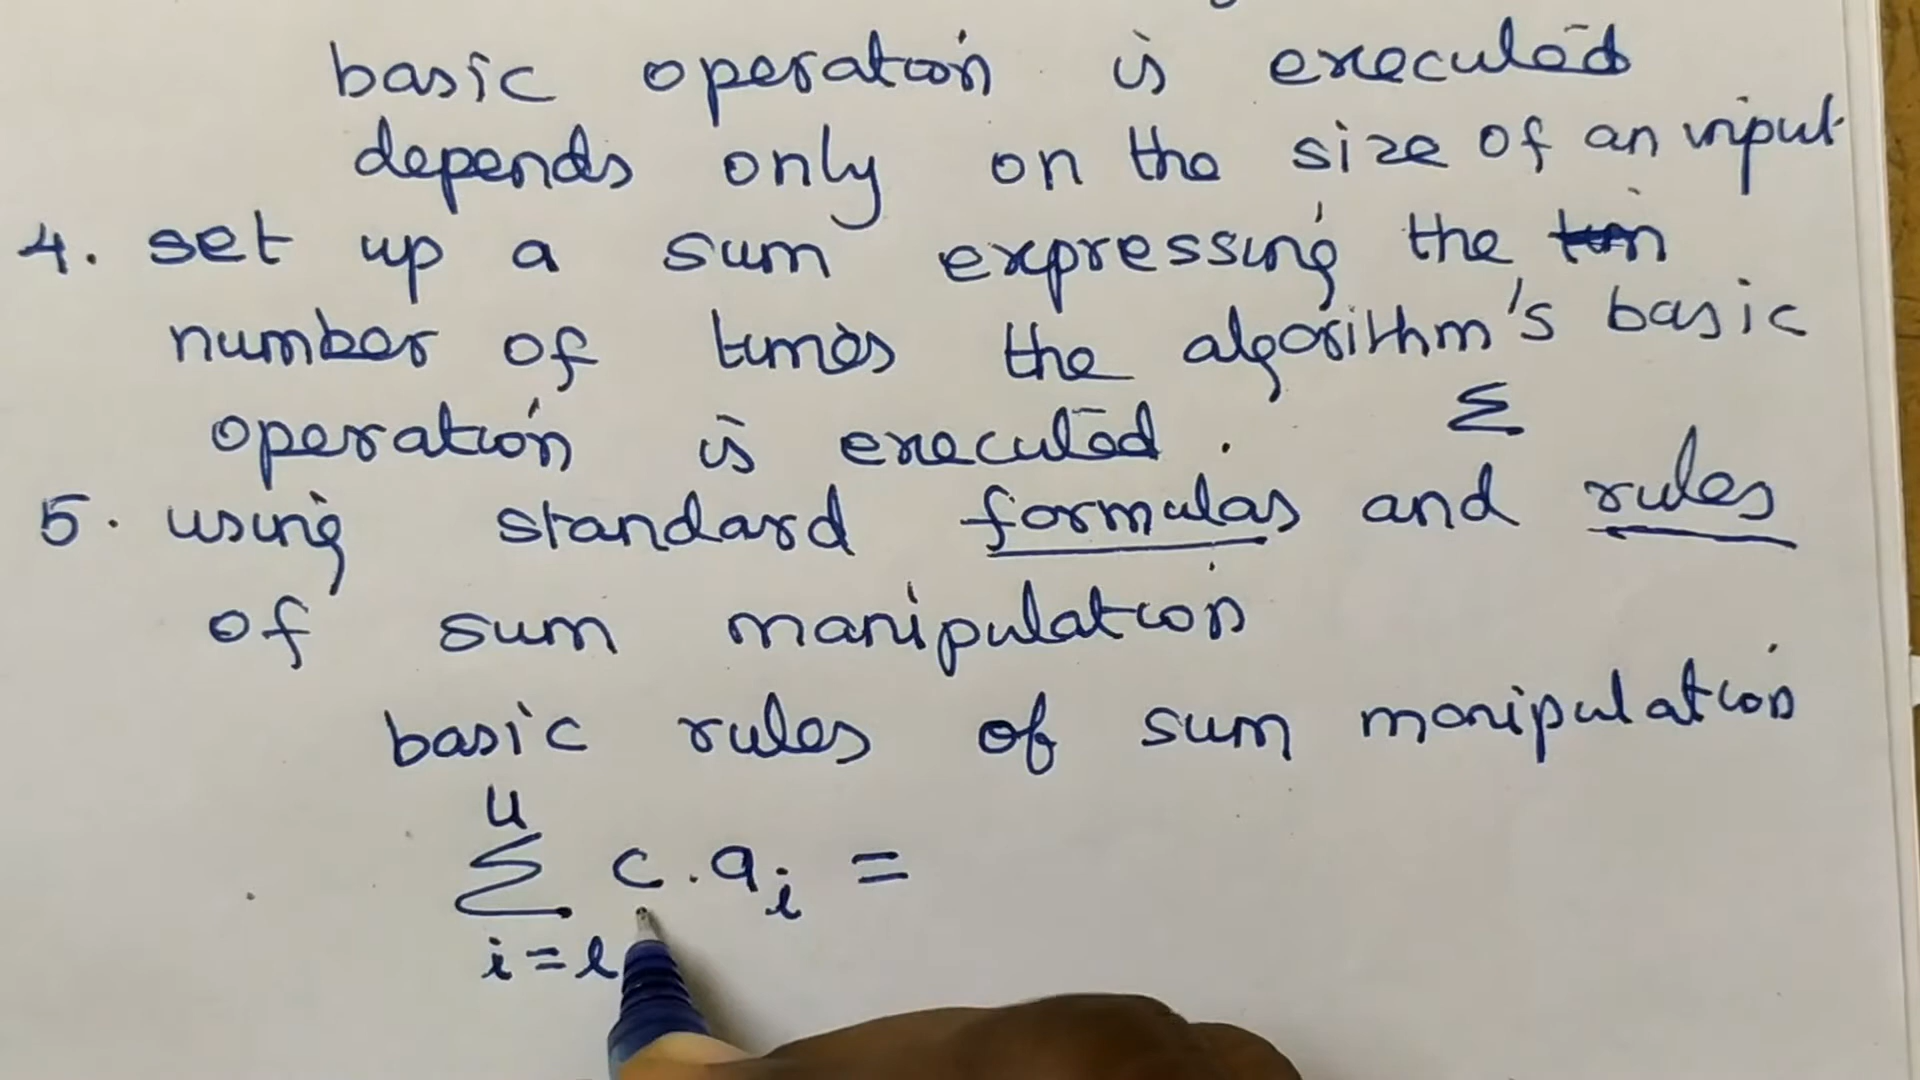 basic operation is executed
depends only on the size of an input
4. set up a sum expressing the
number of times the algorithm's basic
operation is executed.
Σ
5. using standard formulas and rules
of sum manipulation
basic rules of sum manipulation
u
Σ c.aᵢ =
i=l